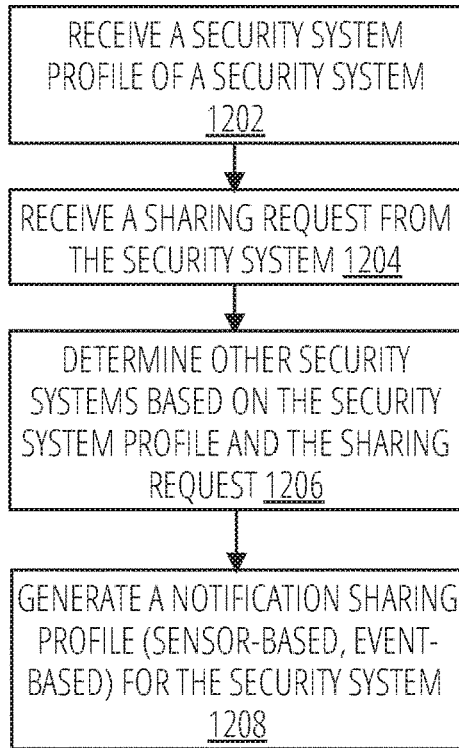 RECEIVE A SECURITY SYSTEM
PROFILE OF A SECURITY SYSTEM
1202
RECEIVE A SHARING REQUEST FROM
THE SECURITY SYSTEM 1204
DETERMINE OTHER SECURITY
SYSTEMS BASED ON THE SECURITY
SYSTEM PROFILE AND THE SHARING
REQUEST 1206
GENERATE A NOTIFICATION SHARING
PROFILE (SENSOR-BASED, EVENT-
BASED) FOR THE SECURITY SYSTEM
1208